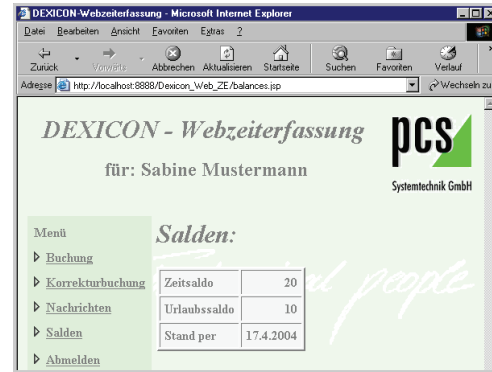 DEXICON-Webzeiterfassung - Microsoft Internet Explorer
Datei Bearbeiten Ansicht Favoriten Extras ?
Zurück Vorwärts Abbrechen Aktualisieren Startseite Suchen Favoriten Verlauf
Adresse http://localhost:8888/Dexicon_Web_ZE/balances.jsp Wechseln zu
DEXICON - Webzeiterfassung
für: Sabine Mustermann
pcs
Systemtechnik GmbH
Menü
Buchung
Korrekturbuchung
Nachrichten
Salden
Abmelden
Salden:
Zeitsaldo 20
Urlaubssaldo 10
Stand per 17.4.2004
people